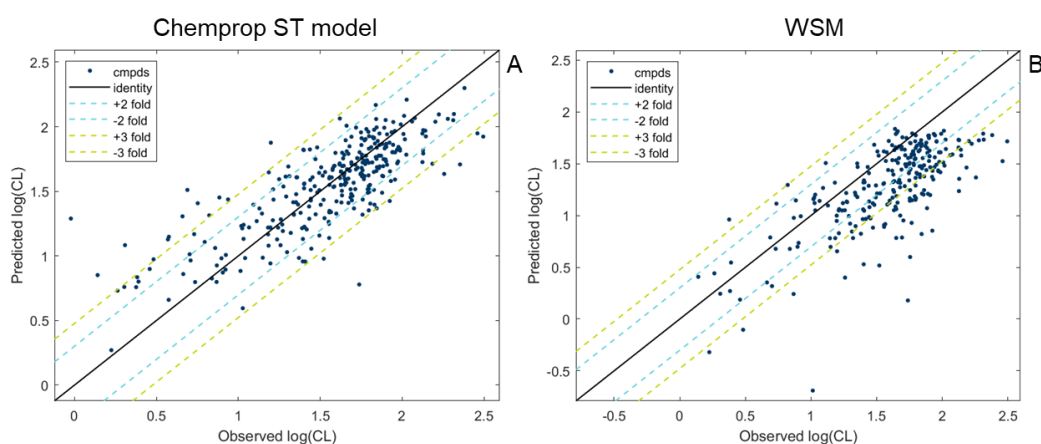 Chemprop ST model
WSM
A
B
cmpds
identity
+2 fold
-2 fold
+3 fold
-3 fold
cmpds
identity
+2 fold
-2 fold
+3 fold
-3 fold
Predicted log(CL)
2.5
2
1.5
1
0.5
0
0
0.5
1
1.5
2
2.5
Observed log(CL)
Predicted log(CL)
2.5
2
1.5
1
0.5
0
-0.5
-0.5
0
0.5
1
1.5
2
2.5
Observed log(CL)